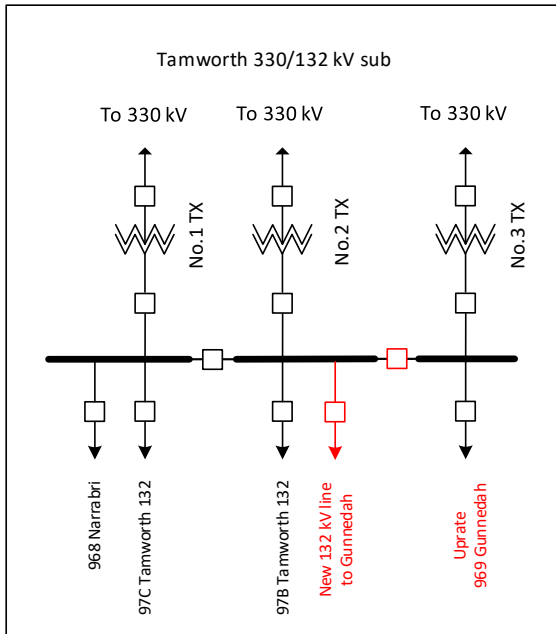 Tamworth 330/132 kV sub
To 330 kV
To 330 kV
To 330 kV
No.1 TX
No.2 TX
No.3 TX
968 Narrabri
97C Tamworth 132
97B Tamworth 132
New 132 kV line
to Gunnedah
Uprate
969 Gunnedah